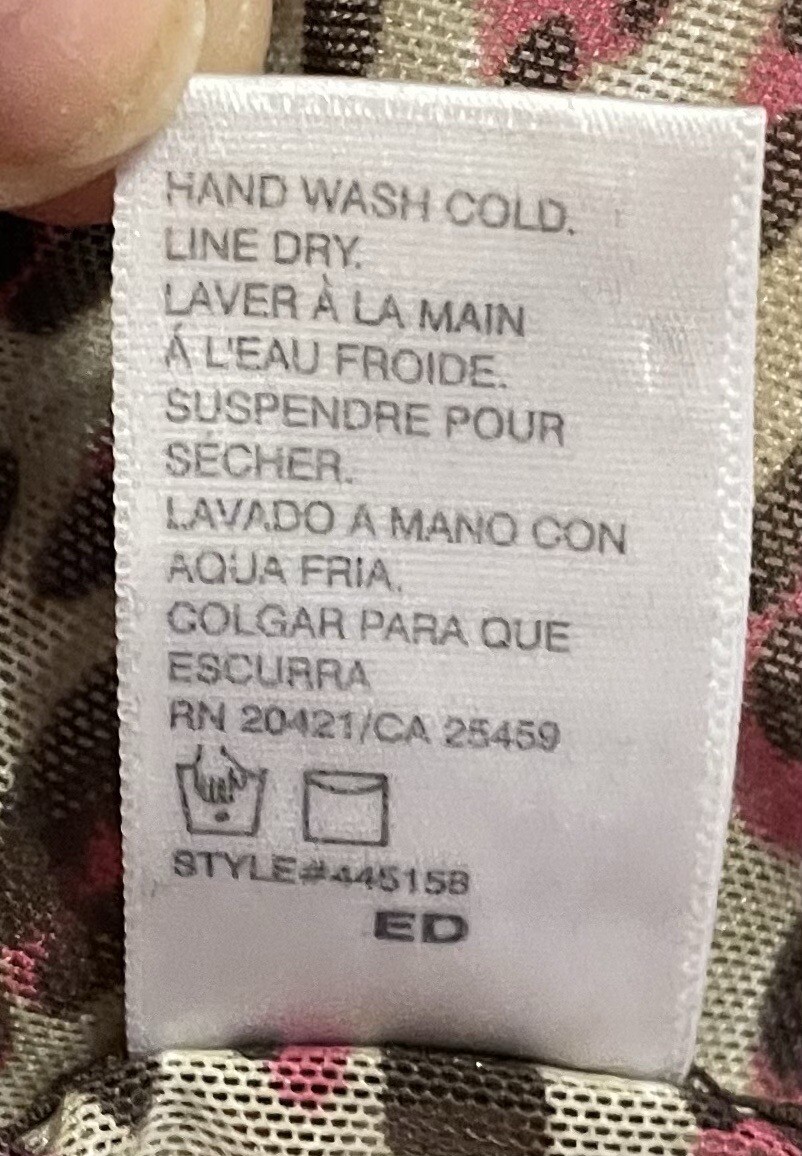 HAND WASH COLD.
LINE DRY.
LAVER À LA MAIN
Á L'EAU FROIDE.
SUSPENDRE POUR
SÉCHER.
LAVADO A MANO CON
AQUA FRIA.
COLGAR PARA QUE
ESCURRA
RN 20421/CA 25459
STYLE#445158
ED